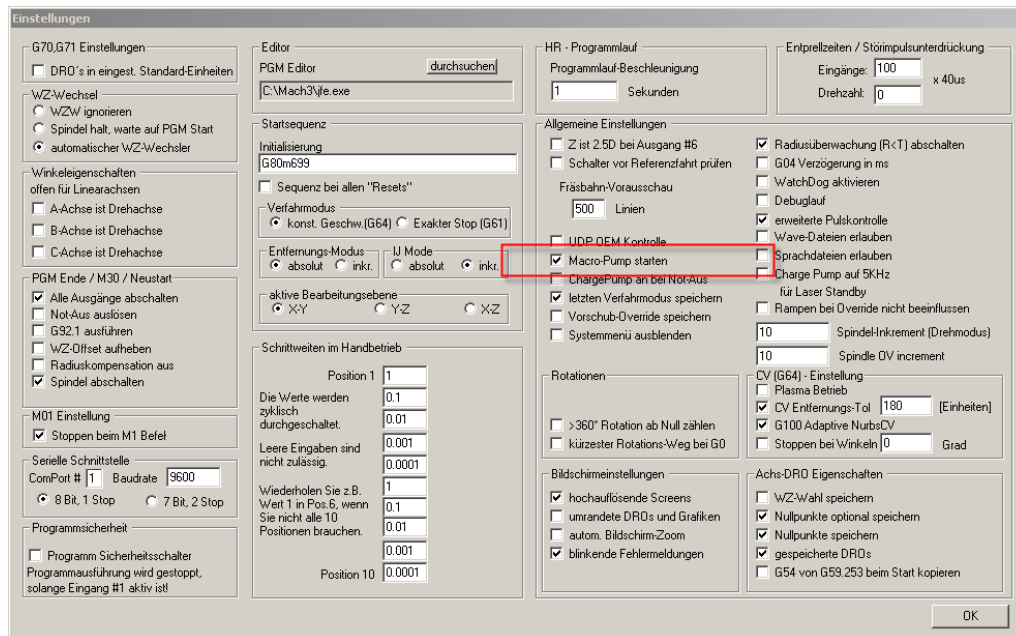 Einstellungen
G70,G71 Einstellungen
DRO´s in eingest. Standard-Einheiten
WZ-Wechsel
WZW ignorieren
Spindel halt, warte auf PGM Start
automatischer WZ-Wechsler
Winkeleigenschaften
offen für Linearachsen
A-Achse ist Drehachse
B-Achse ist Drehachse
C-Achse ist Drehachse
PGM Ende / M30 / Neustart
Alle Ausgänge abschalten
Not-Aus auslösen
G92.1 ausführen
WZ-Offset aufheben
Radiuskompensation aus
Spindel abschalten
M01 Einstellung
Stoppen beim M1 Befel
Serielle Schnittstelle
ComPort # 1 Baudrate 9600
8 Bit, 1 Stop 7 Bit, 2 Stop
Programmsicherheit
Programm Sicherheitsschalter
Programmausführung wird gestoppt,
solange Eingang #1 aktiv ist!
Editor
PGM Editor durchsuchen
C:\Mach3\jfe.exe
Startsequenz
Initialisierung
G80m699
Sequenz bei allen "Resets"
Verfahrmodus
konst. Geschw.(G64) Exakter Stop (G61)
Entfernungs-Modus
absolut inkr.
IJ Mode
absolut inkr.
aktive Bearbeitungsebene
X-Y Y-Z X-Z
Schrittweiten im Handbetrieb
Position 1 1
Die Werte werden 0.1
zyklisch
durchgeschaltet. 0.01
Leere Eingaben sind 0.001
nicht zulässig. 0.0001
Wiederholen Sie z.B. 1
Wert 1 in Pos.6, wenn 0.1
Sie nicht alle 10
Positionen brauchen. 0.01
0.001
Position 10 0.0001
HR - Programmlauf
Programmlauf-Beschleunigung
1 Sekunden
Entprellzeiten / Störimpulsunterdrückung
Eingänge: 100
x 40us
Drehzahl: 0
Allgemeine Einstellungen
Z ist 2.5D bei Ausgang #6
Schalter vor Referenzfahrt prüfen
Fräsbahn-Vorausschau
500 Linien
UDP OEM Kontrolle
Macro-Pump starten
ChargePump an bei Not-Aus
letzten Verfahrmodus speichern
Vorschub-Override speichern
Systemmenü ausblenden
Radiusüberwachung (R<T) abschalten
G04 Verzögerung in ms
WatchDog aktivieren
Debuglauf
erweiterte Pulskontrolle
Wave-Dateien erlauben
Sprachdateien erlauben
Charge Pump auf 5KHz
für Laser Standby
Rampen bei Override nicht beeinflussen
10 Spindel-Inkrement (Drehmodus)
10 Spindle OV increment
Rotationen
>360° Rotation ab Null zählen
kürzester Rotations-Weg bei G0
CV (G64) - Einstellung
Plasma Betrieb
CV Entfernungs-Tol 180 [Einheiten]
G100 Adaptive NurbsCV
Stoppen bei Winkeln 0 Grad
Bildschirmeinstellungen
hochauflösende Screens
umrandete DROs und Grafiken
autom. Bildschirm-Zoom
blinkende Fehlermeldungen
Achs-DRO Eigenschaften
WZ-Wahl speichern
Nullpunkte optional speichern
Nullpunkte speichern
gespeicherte DROs
G54 von G59.253 beim Start kopieren
OK